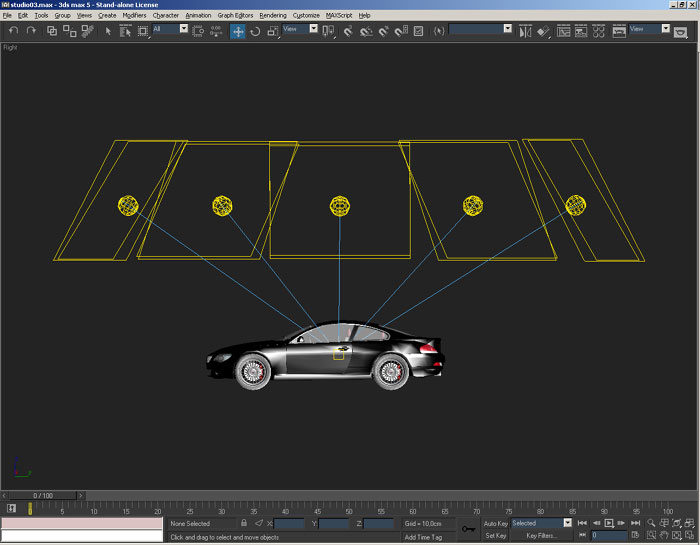 studio03.max - 3ds max 5 - Stand-alone License
File Edit Tools Group Views Create Modifiers Character Animation Graph Editors Rendering Customize MAXScript Help
All View View
Right
0 / 100
0 5 10 15 20 25 30 35 40 45 50 55 60 65 70 75 80 85 90 95 100
None Selected X: Y: Z: Grid = 10,0cm Auto Key Selected
Click and drag to select and move objects Add Time Tag Set Key Key Filters... 0